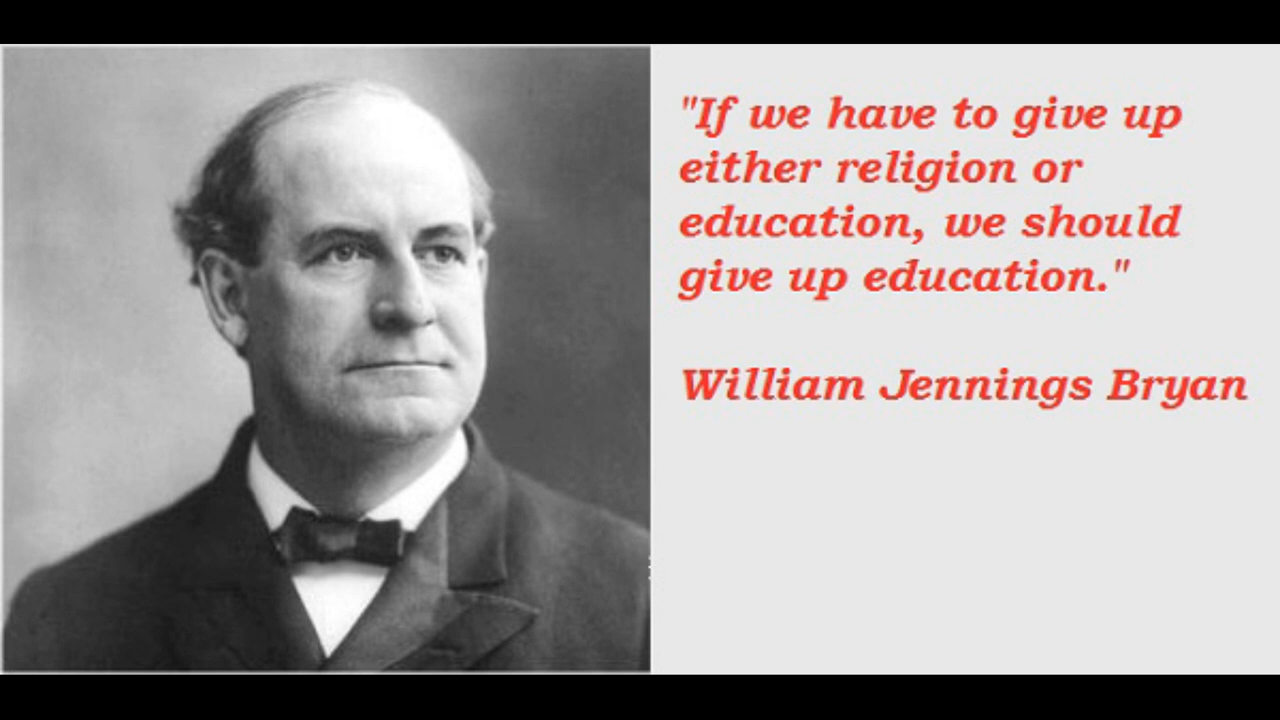 "If we have to give up
either religion or
education, we should
give up education."
William Jennings Bryan